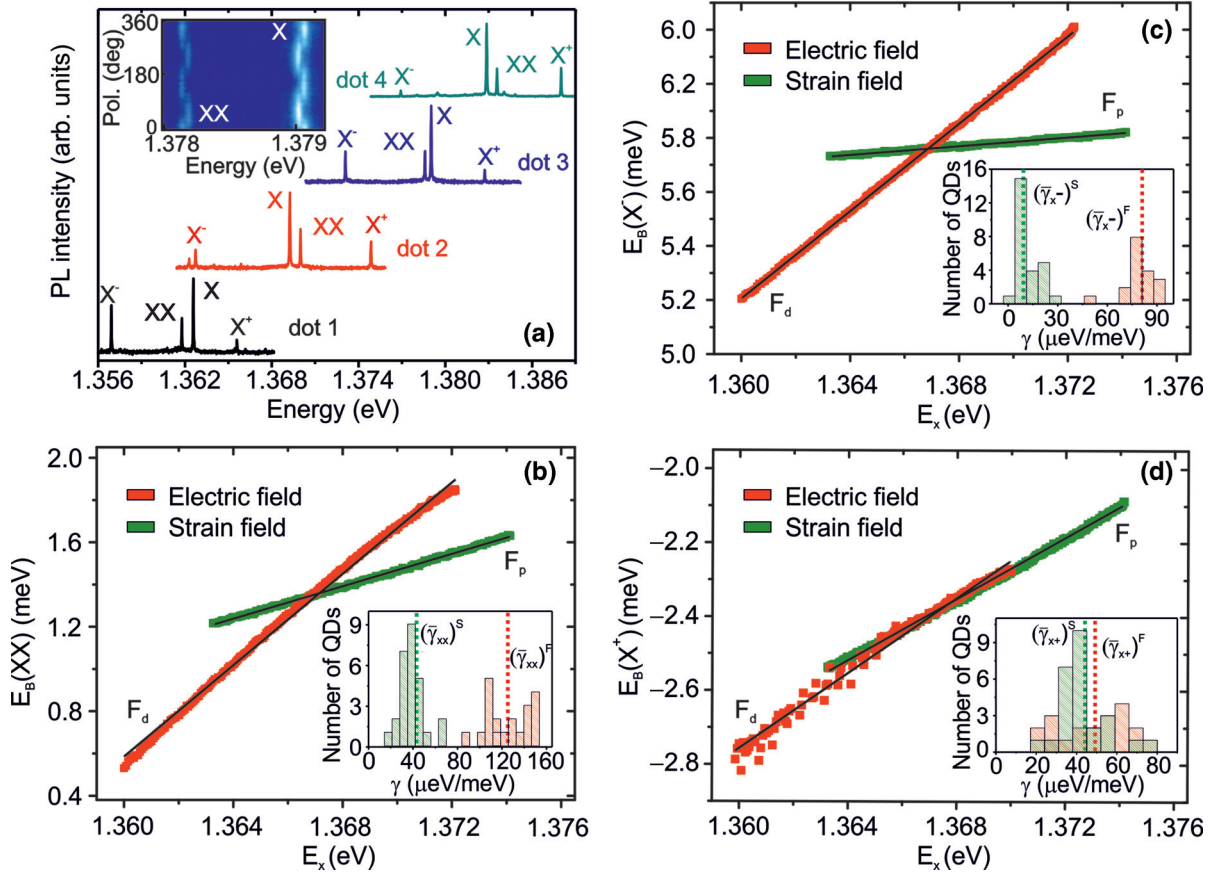 PL intensity (arb. units)
360
180
0
Pol. (deg)
X
XX
1.378
1.379
Energy (eV)
X
XX
X+
X-
dot 4
X
X-
XX
X+
dot 3
X
X-
XX
X+
dot 2
X-
XX
X
X+
dot 1
(a)
1.356 1.362 1.368 1.374 1.380 1.386
Energy (eV)
(c)
Electric field
Strain field
6.0
6.2
6.0
5.8
5.6
5.4
5.2
5.0
E_B(X-) (meV)
F_p
F_d
16
12
8
4
0
Number of QDs
(γ̅_x-)^S
(γ̅_x-)^F
0 30 60 90
γ (μeV/meV)
1.360 1.364 1.368 1.372 1.376
E_x (eV)
(b)
Electric field
Strain field
2.0
1.6
1.2
0.8
0.4
E_B(XX) (meV)
F_p
F_d
9
6
3
0
Number of QDs
(γ̅_xx)^S
(γ̅_xx)^F
0 40 80 120 160
γ (μeV/meV)
1.360 1.364 1.368 1.372 1.376
E_x (eV)
(d)
Electric field
Strain field
−2.0
−2.2
−2.4
−2.6
−2.8
E_B(X+) (meV)
F_p
F_d
9
6
3
0
Number of QDs
(γ̅_x+)^S
(γ̅_x+)^F
20 40 60 80
γ (μeV/meV)
1.360 1.364 1.368 1.372 1.376
E_x (eV)